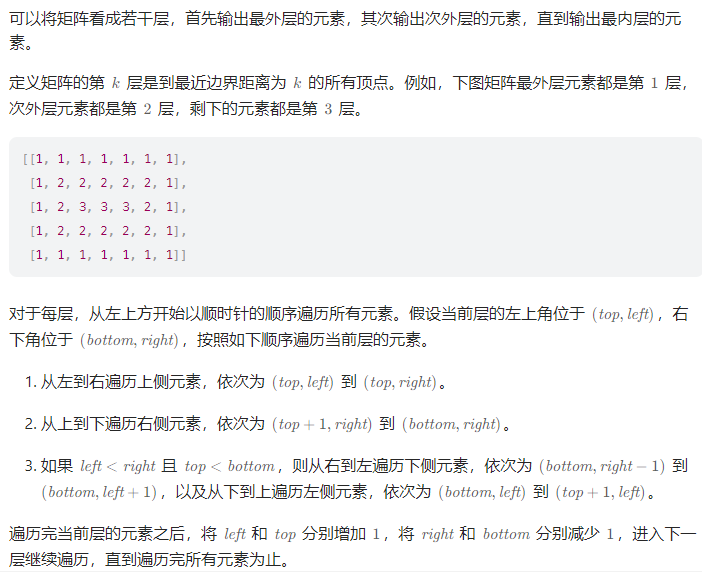 可以将矩阵看成若干层，首先输出最外层的元素，其次输出次外层的元素，直到输出最内层的元
素。
定义矩阵的第 k 层是到最近边界距离为 k 的所有顶点。例如，下图矩阵最外层元素都是第 1 层，
次外层元素都是第 2 层，剩下的元素都是第 3 层。
[[1, 1, 1, 1, 1, 1, 1],
[1, 2, 2, 2, 2, 2, 1],
[1, 2, 3, 3, 3, 2, 1],
[1, 2, 2, 2, 2, 2, 1],
[1, 1, 1, 1, 1, 1, 1]]
对于每层，从左上方开始以顺时针的顺序遍历所有元素。假设当前层的左上角位于 (top, left)，右
下角位于 (bottom, right)，按照如下顺序遍历当前层的元素。
1. 从左到右遍历上侧元素，依次为 (top, left) 到 (top, right)。
2. 从上到下遍历右侧元素，依次为 (top + 1, right) 到 (bottom, right)。
3. 如果 left < right 且 top < bottom，则从右到左遍历下侧元素，依次为 (bottom, right − 1) 到
(bottom, left + 1)，以及从下到上遍历左侧元素，依次为 (bottom, left) 到 (top + 1, left)。
遍历完当前层的元素之后，将 left 和 top 分别增加 1，将 right 和 bottom 分别减少 1，进入下一
层继续遍历，直到遍历完所有元素为止。